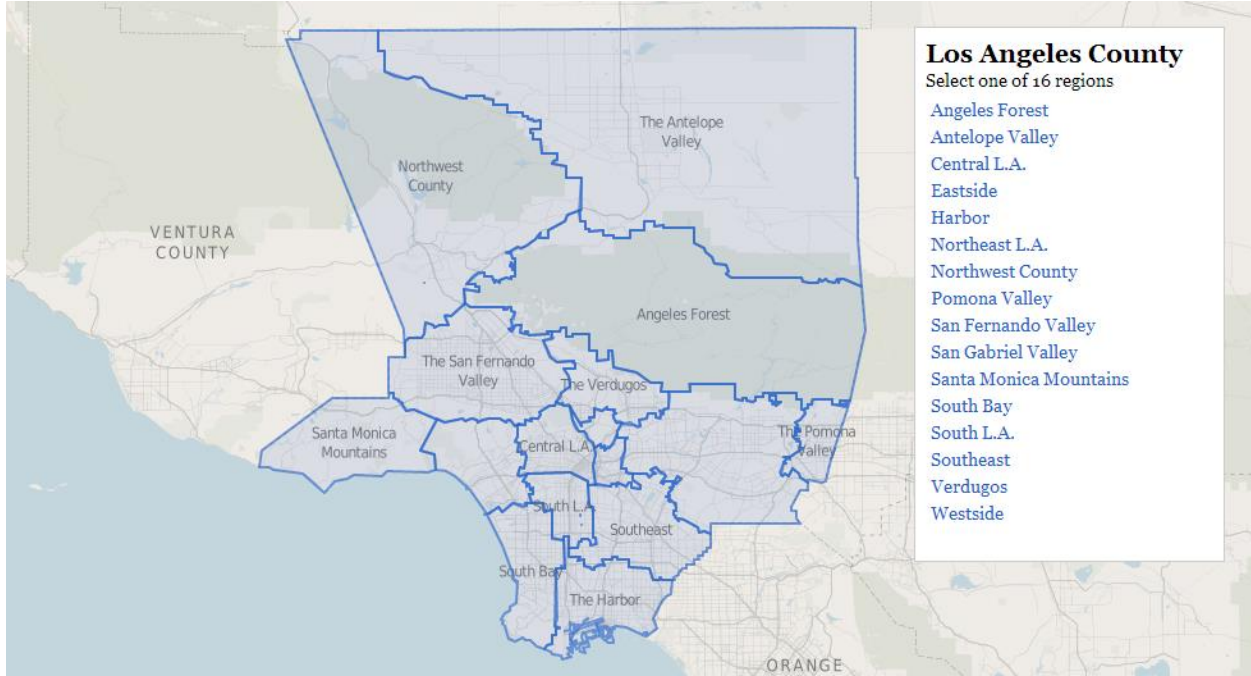 The Antelope
Valley
Northwest
County
VENTURA
COUNTY
Angeles Forest
The San Fernando
Valley
The Verdugos
Santa Monica
Mountains
Central L.A.
The Pomona
Valley
South L.A.
Southeast
South Bay
The Harbor
ORANGE
Los Angeles County
Select one of 16 regions
Angeles Forest
Antelope Valley
Central L.A.
Eastside
Harbor
Northeast L.A.
Northwest County
Pomona Valley
San Fernando Valley
San Gabriel Valley
Santa Monica Mountains
South Bay
South L.A.
Southeast
Verdugos
Westside